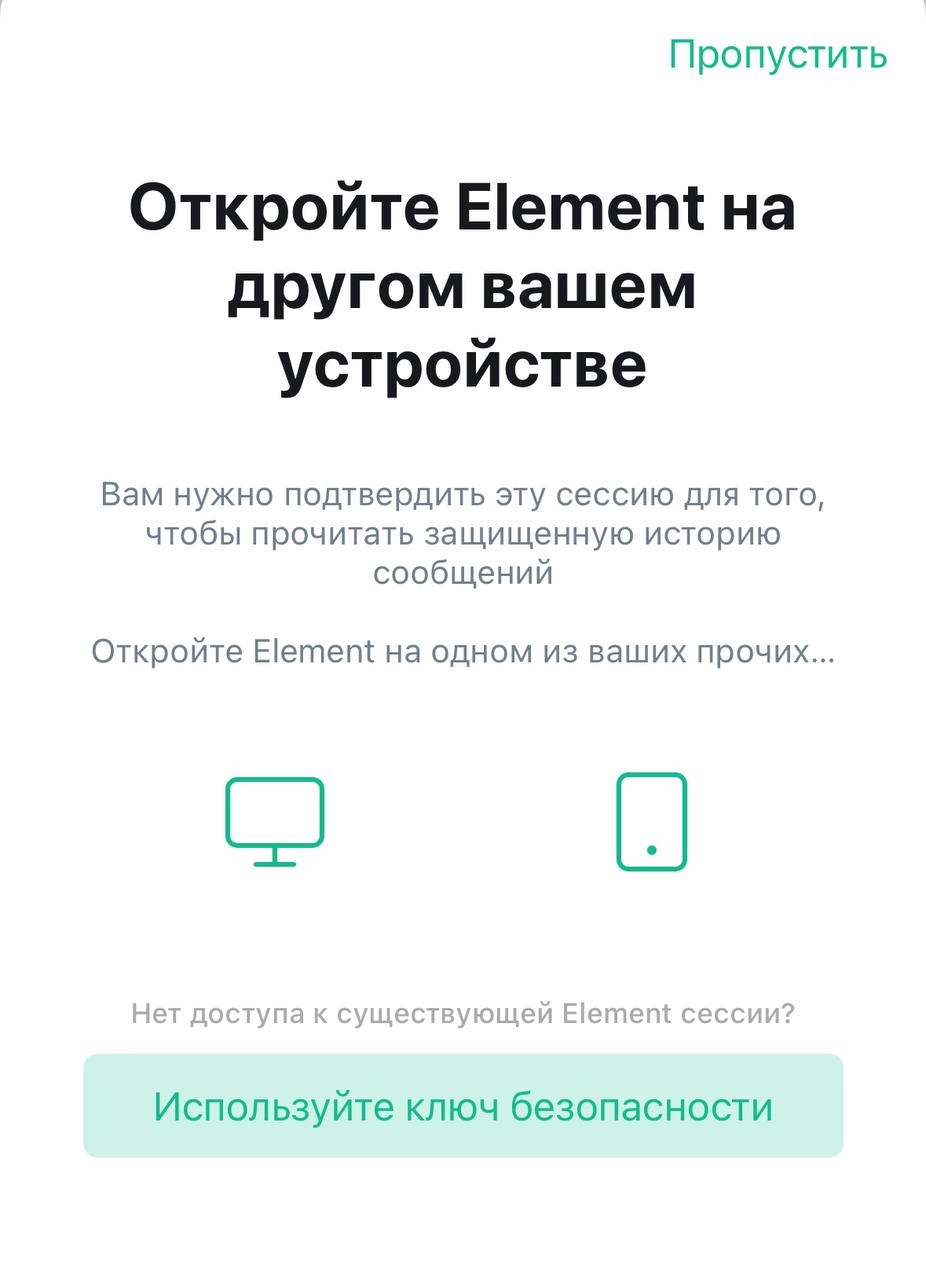 Пропустить
Откройте Element на
другом вашем
устройстве
Вам нужно подтвердить эту сессию для того,
чтобы прочитать защищенную историю
сообщений
Откройте Element на одном из ваших прочих...
Нет доступа к существующей Element сессии?
Используйте ключ безопасности